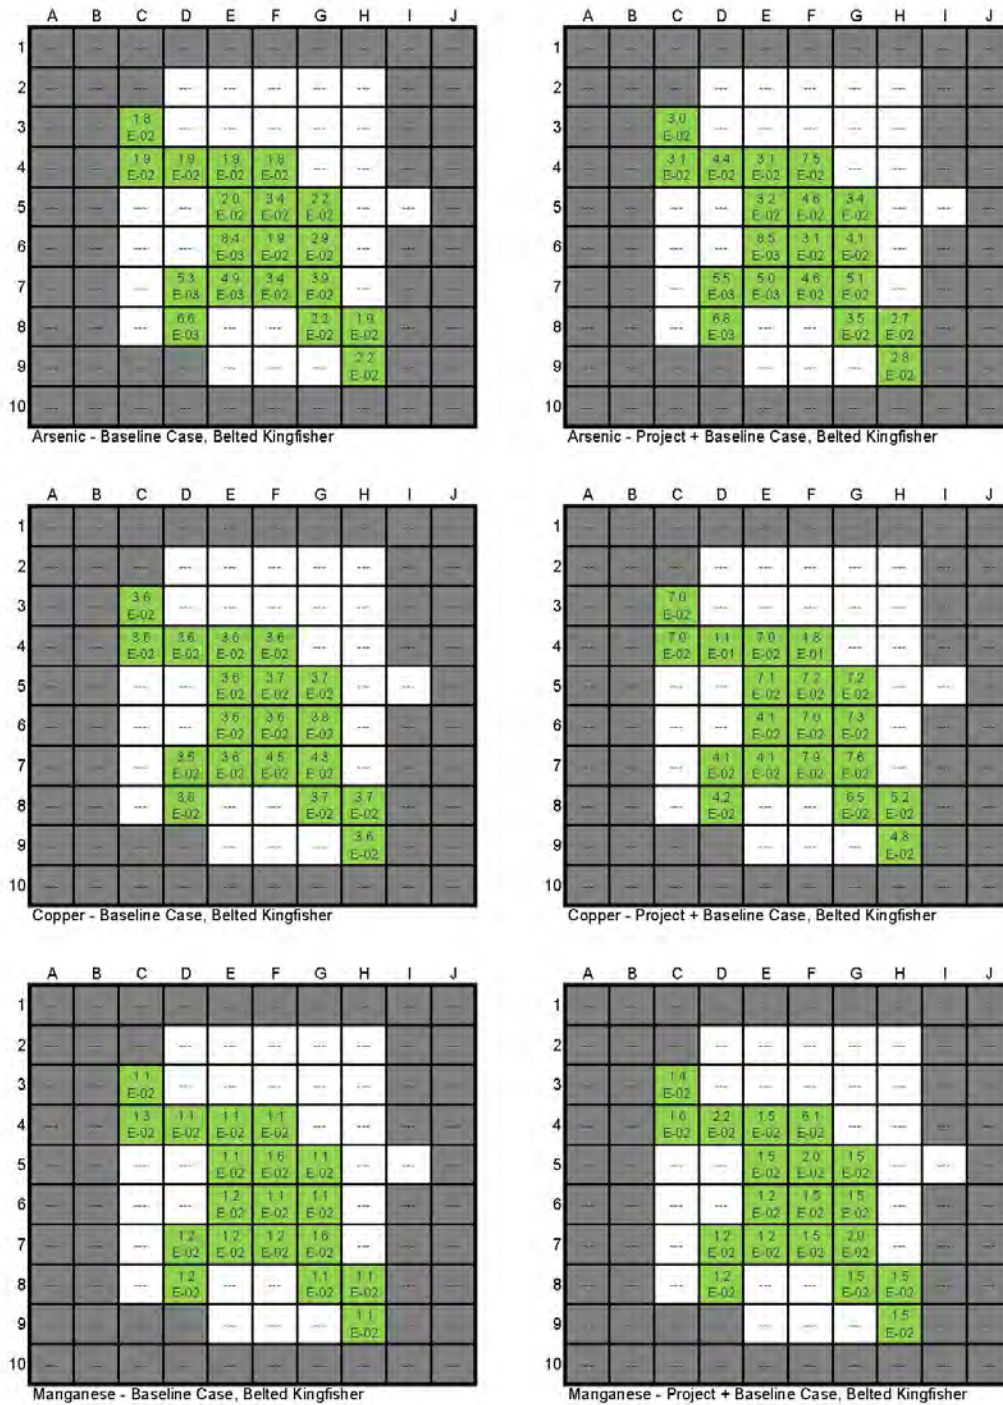 A B C D E F G H I J
1
2
3 1.8
E-02
4 1.9 1.9 1.9 1.8
E-02 E-02 E-02 E-02
5 2.0 3.4 2.2
E-02 E-02 E-02
6 8.4 1.9 2.9
E-03 E-02 E-02
7 5.3 4.9 3.4 3.9
E-03 E-03 E-02 E-02
8 6.6 2.2 1.9
E-03 E-02 E-02
9 2.2
E-02
10
Arsenic - Baseline Case, Belted Kingfisher
A B C D E F G H I J
1
2
3 3.0
E-02
4 3.1 4.4 3.1 7.5
E-02 E-02 E-02 E-02
5 3.2 4.6 3.4
E-02 E-02 E-02
6 8.5 3.1 4.1
E-03 E-02 E-02
7 5.5 5.0 4.6 5.1
E-03 E-03 E-02 E-02
8 6.8 3.5 2.7
E-03 E-02 E-02
9 2.8
E-02
10
Arsenic - Project + Baseline Case, Belted Kingfisher
A B C D E F G H I J
1
2
3 3.6
E-02
4 3.6 3.6 3.6 3.6
E-02 E-02 E-02 E-02
5 3.6 3.7 3.7
E-02 E-02 E-02
6 3.6 3.6 3.8
E-02 E-02 E-02
7 3.5 3.6 4.5 4.3
E-02 E-02 E-02 E-02
8 3.6 3.7 3.7
E-02 E-02 E-02
9 3.6
E-02
10
Copper - Baseline Case, Belted Kingfisher
A B C D E F G H I J
1
2
3 7.0
E-02
4 7.0 1.1 7.0 1.8
E-02 E-01 E-02 E-01
5 7.1 7.2 7.2
E-02 E-02 E-02
6 4.1 7.0 7.3
E-02 E-02 E-02
7 4.1 4.1 7.9 7.6
E-02 E-02 E-02 E-02
8 4.2 6.5 5.2
E-02 E-02 E-02
9 4.8
E-02
10
Copper - Project + Baseline Case, Belted Kingfisher
A B C D E F G H I J
1
2
3 1.1
E-02
4 1.3 1.1 1.1 1.1
E-02 E-02 E-02 E-02
5 1.1 1.6 1.1
E-02 E-02 E-02
6 1.2 1.1 1.1
E-02 E-02 E-02
7 1.2 1.2 1.2 1.6
E-02 E-02 E-02 E-02
8 1.2 1.1 1.1
E-02 E-02 E-02
9 1.1
E-02
10
Manganese - Baseline Case, Belted Kingfisher
A B C D E F G H I J
1
2
3 1.4
E-02
4 1.6 2.2 1.5 6.1
E-02 E-02 E-02 E-02
5 1.5 2.0 1.5
E-02 E-02 E-02
6 1.2 1.5 1.5
E-02 E-02 E-02
7 1.2 1.2 1.5 2.0
E-02 E-02 E-02 E-02
8 1.2 1.5 1.5
E-02 E-02 E-02
9 1.5
E-02
10
Manganese - Project + Baseline Case, Belted Kingfisher